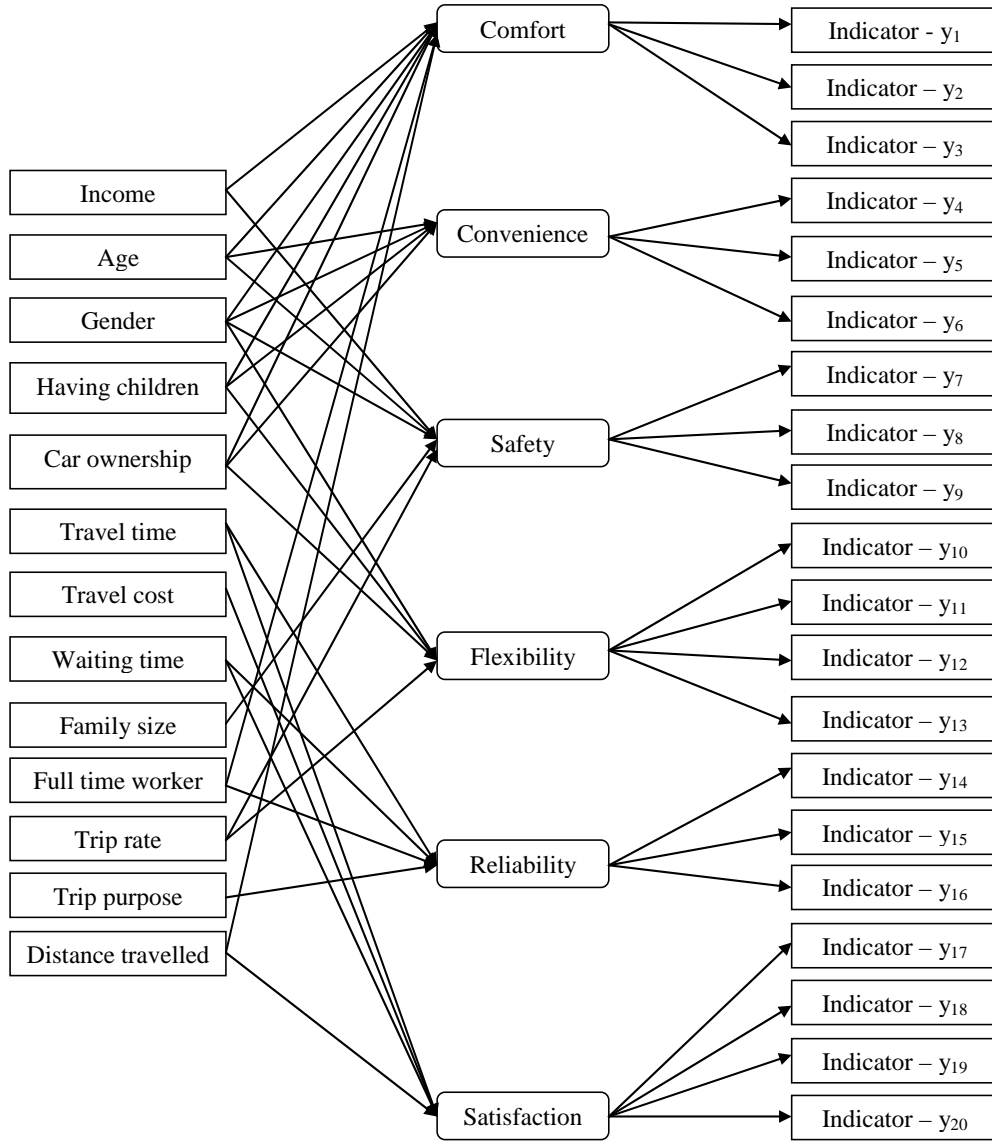 Income
Age
Gender
Having children
Car ownership
Travel time
Travel cost
Waiting time
Family size
Full time worker
Trip rate
Trip purpose
Distance travelled
Comfort
Convenience
Safety
Flexibility
Reliability
Satisfaction
Indicator - y₁
Indicator – y₂
Indicator – y₃
Indicator – y₄
Indicator – y₅
Indicator – y₆
Indicator – y₇
Indicator – y₈
Indicator – y₉
Indicator – y₁₀
Indicator – y₁₁
Indicator – y₁₂
Indicator – y₁₃
Indicator – y₁₄
Indicator – y₁₅
Indicator – y₁₆
Indicator – y₁₇
Indicator – y₁₈
Indicator – y₁₉
Indicator – y₂₀